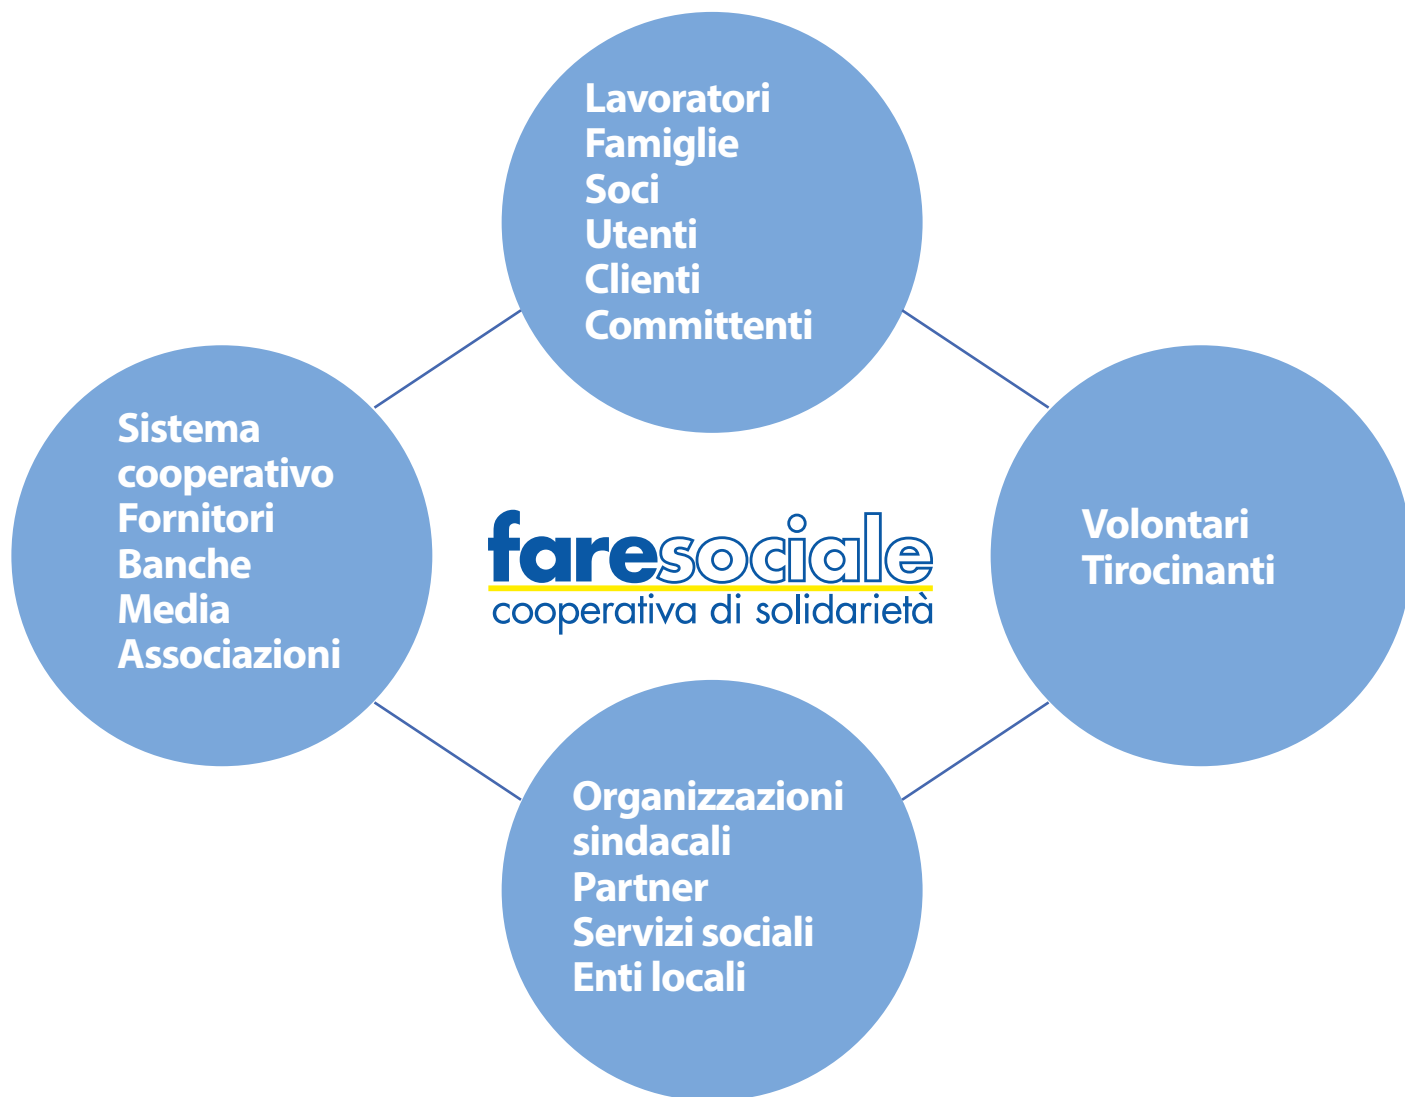 Lavoratori
Famiglie
Soci
Utenti
Clienti
Committenti
Sistema
cooperativo
Fornitori
Banche
Media
Associazioni
faresociale
cooperativa di solidarietà
Volontari
Tirocinanti
Organizzazioni
sindacali
Partner
Servizi sociali
Enti locali